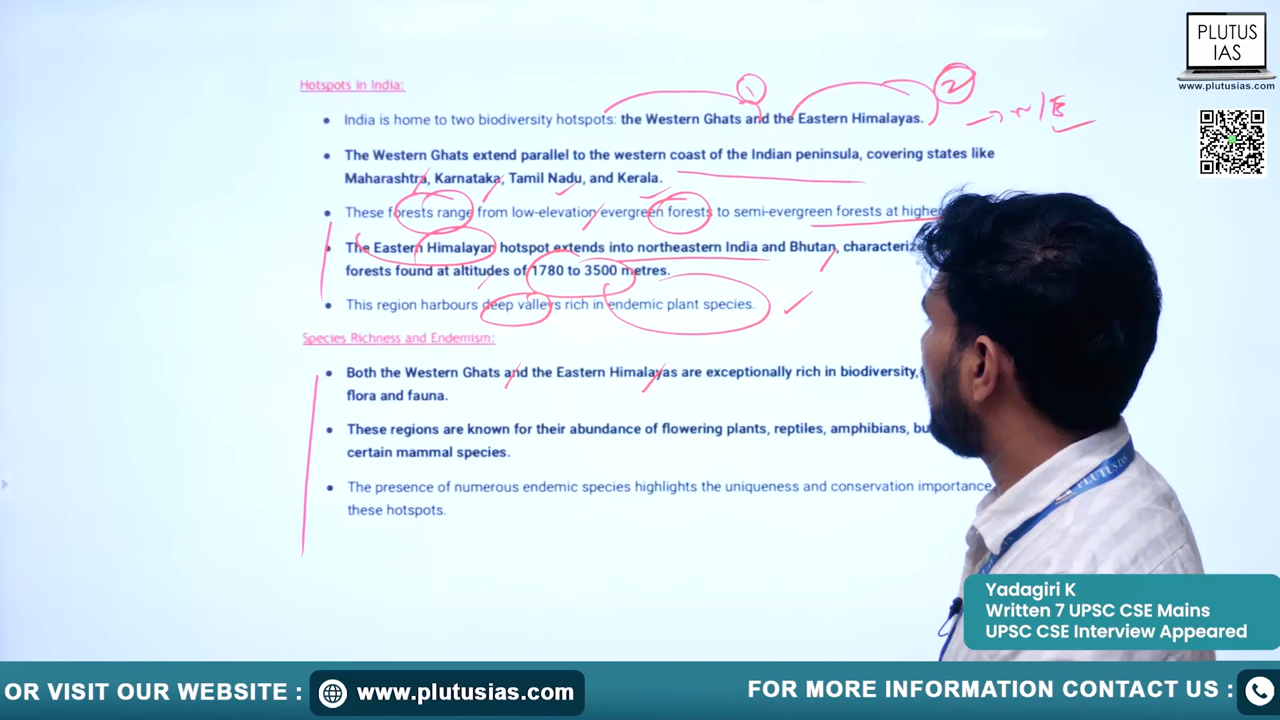 PLUTUS
IAS
www.plutusias.com
Hotspots in India:
① ②
• India is home to two biodiversity hotspots: the Western Ghats and the Eastern Himalayas. → N/E
• The Western Ghats extend parallel to the western coast of the Indian peninsula, covering states like
Maharashtra, Karnataka, Tamil Nadu, and Kerala.
• These forests range from low-elevation evergreen forests to semi-evergreen forests at higher
• The Eastern Himalayan hotspot extends into northeastern India and Bhutan,
forests found at altitudes of 1780 to 3500 metres.
• This region harbours deep valleys rich in endemic plant species.
Species Richness and Endemism:
• Both the Western Ghats and the Eastern Himalayas are exceptionally rich in biodiversity,
flora and fauna.
• These regions are known for their abundance of flowering plants, reptiles, amphibians,
certain mammal species.
• The presence of numerous endemic species highlights the uniqueness and conservation importance
these hotspots.
PLUTUS IAS
Yadagiri K
Written 7 UPSC CSE Mains
UPSC CSE Interview Appeared
OR VISIT OUR WEBSITE : www.plutusias.com FOR MORE INFORMATION CONTACT US :